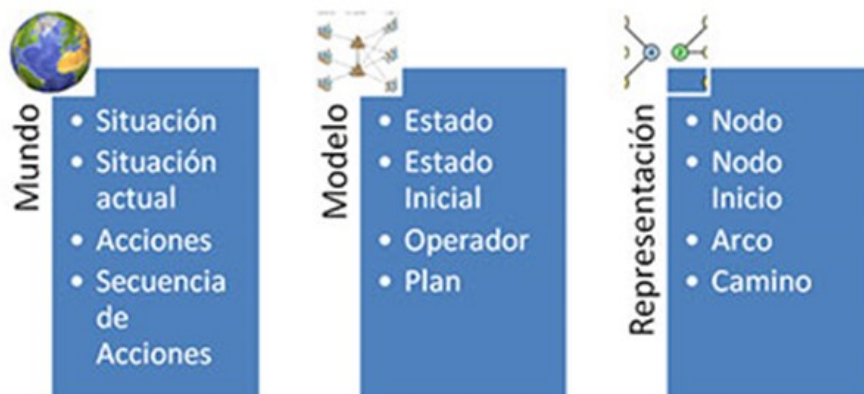 Mundo
• Situación
• Situación
actual
• Acciones
• Secuencia
de
Acciones
Modelo
• Estado
• Estado
Inicial
• Operador
• Plan
Representación
• Nodo
• Nodo
Inicio
• Arco
• Camino